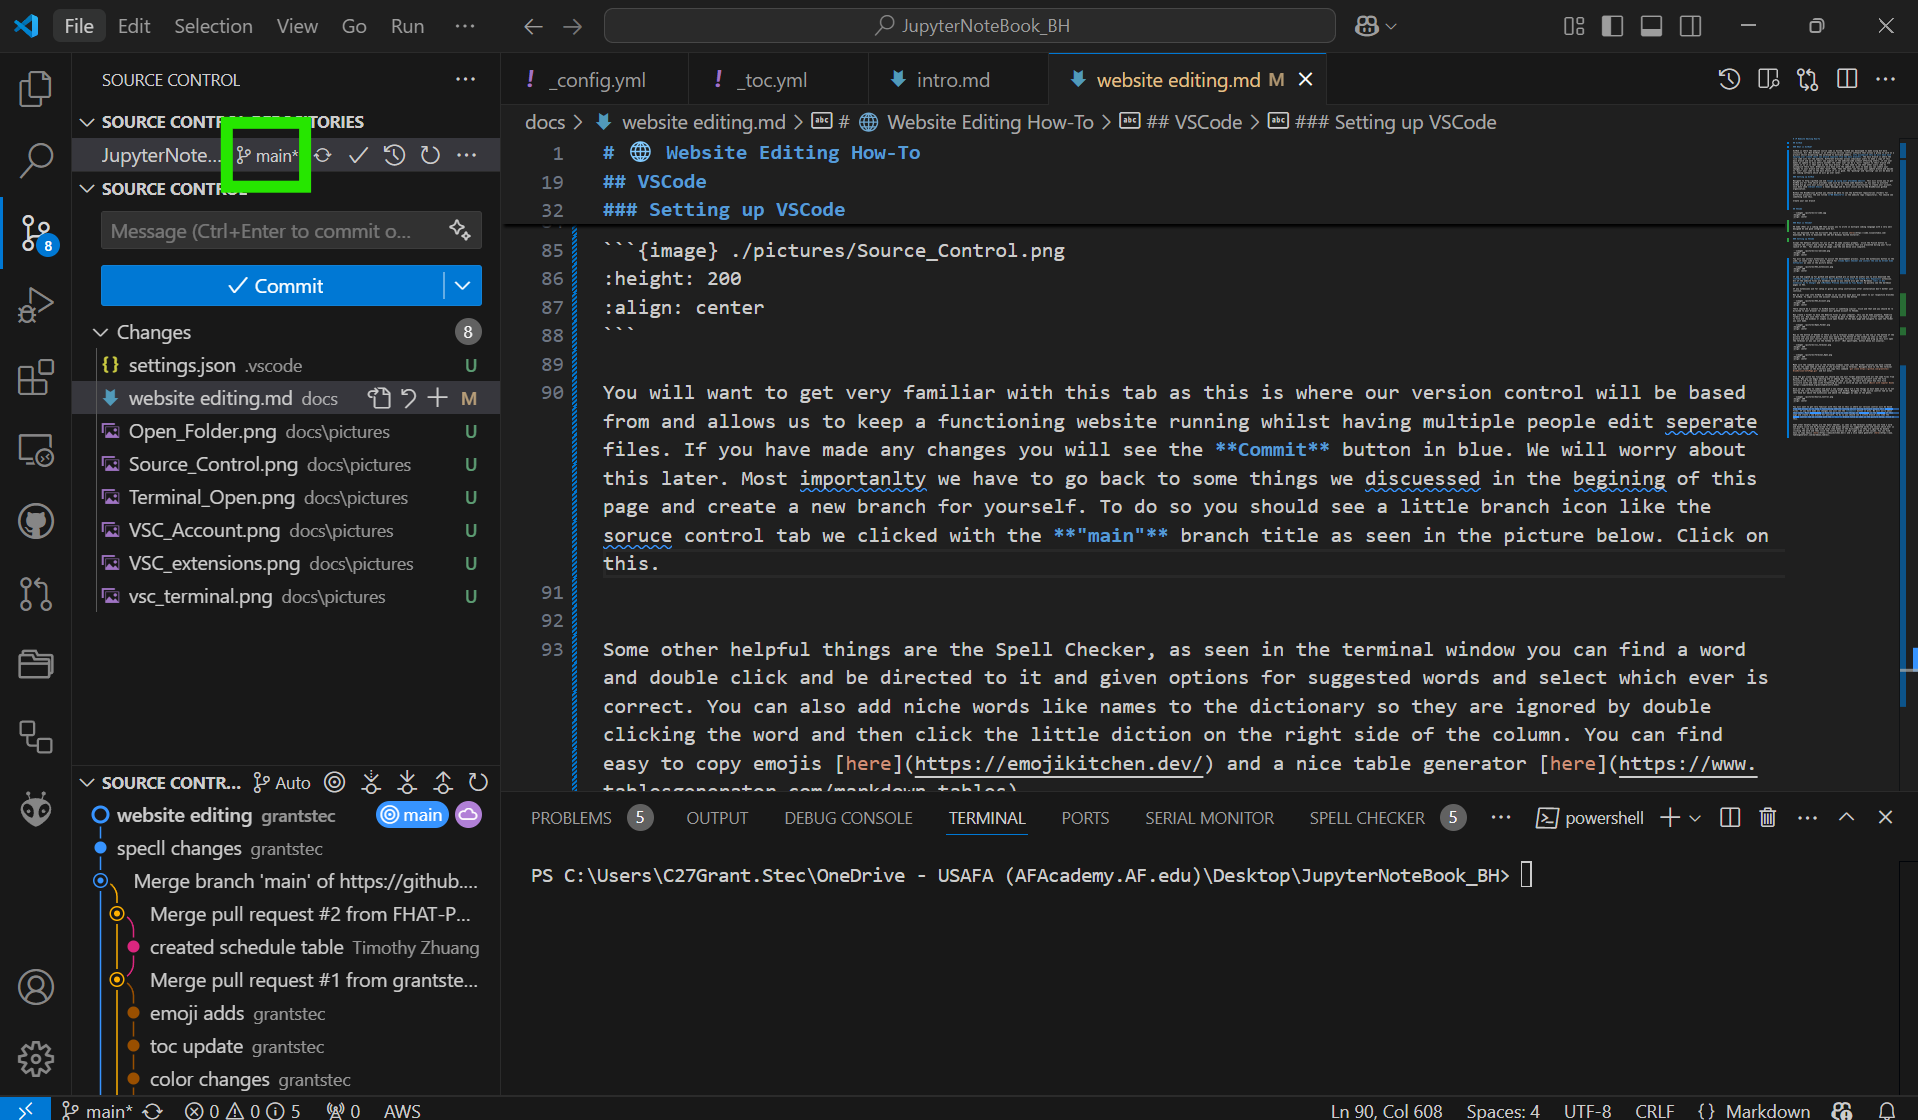 File Edit Selection View Go Run ···
JupyterNoteBook_BH
SOURCE CONTROL ···
SOURCE CONTROL REPOSITORIES
JupyterNote... main* ···
SOURCE CONTROL
Message (Ctrl+Enter to commit o...
Commit
Changes 8
settings.json .vscode U
website editing.md docs M
Open_Folder.png docs\pictures U
Source_Control.png docs\pictures U
Terminal_Open.png docs\pictures U
VSC_Account.png docs\pictures U
VSC_extensions.png docs\pictures U
vsc_terminal.png docs\pictures U
8
SOURCE CONTR... Auto
website editing grantstec main
specll changes grantstec
Merge branch 'main' of https://github....
Merge pull request #2 from FHAT-P...
created schedule table Timothy Zhuang
Merge pull request #1 from grantste...
emoji adds grantstec
toc update grantstec
color changes grantstec
! _config.yml ! _toc.yml intro.md website editing.md M
docs > website editing.md > abc # 🌐 Website Editing How-To > abc ## VSCode > abc ### Setting up VSCode
1 # 🌐 Website Editing How-To
19 ## VSCode
32 ### Setting up VSCode
85 ```{image} ./pictures/Source_Control.png
86 :height: 200
87 :align: center
88 ```
89
90 You will want to get very familiar with this tab as this is where our version control will be based
from and allows us to keep a functioning website running whilst having multiple people edit seperate
files. If you have made any changes you will see the **Commit** button in blue. We will worry about
this later. Most importanlty we have to go back to some things we discuessed in the begining of this
page and create a new branch for yourself. To do so you should see a little branch icon like the
soruce control tab we clicked with the **"main"** branch title as seen in the picture below. Click on
this.
91
92
93 Some other helpful things are the Spell Checker, as seen in the terminal window you can find a word
and double click and be directed to it and given options for suggested words and select which ever is
correct. You can also add niche words like names to the dictionary so they are ignored by double
clicking the word and then click the little diction on the right side of the column. You can find
easy to copy emojis [here](https://emojikitchen.dev/) and a nice table generator [here](https://www.
tablesgenerator.com/markdown_tables)
PROBLEMS 5 OUTPUT DEBUG CONSOLE TERMINAL PORTS SERIAL MONITOR SPELL CHECKER 5 ··· powershell ···
PS C:\Users\C27Grant.Stec\OneDrive - USAFA (AFAcademy.AF.edu)\Desktop\JupyterNoteBook_BH>
main* 0 0 5 0 AWS Ln 90, Col 608 Spaces: 4 UTF-8 CRLF {} Markdown